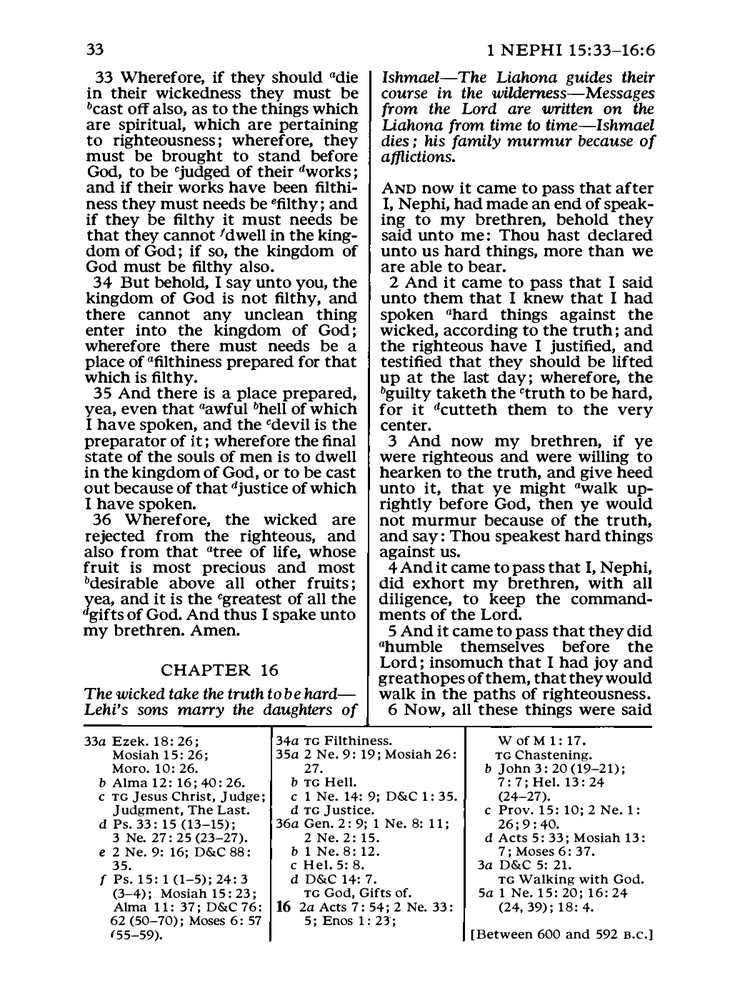 33
1 NEPHI 15:33–16:6
33 Wherefore, if they should ᵃdie
in their wickedness they must be
ᵇcast off also, as to the things which
are spiritual, which are pertaining
to righteousness; wherefore, they
must be brought to stand before
God, to be ᶜjudged of their ᵈworks;
and if their works have been filthi-
ness they must needs be ᵉfilthy; and
if they be filthy it must needs be
that they cannot ᶠdwell in the king-
dom of God; if so, the kingdom of
God must be filthy also.
34 But behold, I say unto you, the
kingdom of God is not filthy, and
there cannot any unclean thing
enter into the kingdom of God;
wherefore there must needs be a
place of ᵃfilthiness prepared for that
which is filthy.
35 And there is a place prepared,
yea, even that ᵃawful ᵇhell of which
I have spoken, and the ᶜdevil is the
preparator of it; wherefore the final
state of the souls of men is to dwell
in the kingdom of God, or to be cast
out because of that ᵈjustice of which
I have spoken.
36 Wherefore, the wicked are
rejected from the righteous, and
also from that ᵃtree of life, whose
fruit is most precious and most
ᵇdesirable above all other fruits;
yea, and it is the ᶜgreatest of all the
ᵈgifts of God. And thus I spake unto
my brethren. Amen.
CHAPTER 16
The wicked take the truth to be hard—
Lehi's sons marry the daughters of
Ishmael—The Liahona guides their
course in the wilderness—Messages
from the Lord are written on the
Liahona from time to time—Ishmael
dies; his family murmur because of
afflictions.
AND now it came to pass that after
I, Nephi, had made an end of speak-
ing to my brethren, behold they
said unto me: Thou hast declared
unto us hard things, more than we
are able to bear.
2 And it came to pass that I said
unto them that I knew that I had
spoken ᵃhard things against the
wicked, according to the truth; and
the righteous have I justified, and
testified that they should be lifted
up at the last day; wherefore, the
ᵇguilty taketh the ᶜtruth to be hard,
for it ᵈcutteth them to the very
center.
3 And now my brethren, if ye
were righteous and were willing to
hearken to the truth, and give heed
unto it, that ye might ᵃwalk up-
rightly before God, then ye would
not murmur because of the truth,
and say: Thou speakest hard things
against us.
4 And it came to pass that I, Nephi,
did exhort my brethren, with all
diligence, to keep the command-
ments of the Lord.
5 And it came to pass that they did
ᵃhumble themselves before the
Lord; insomuch that I had joy and
great hopes of them, that they would
walk in the paths of righteousness.
6 Now, all these things were said
33a Ezek. 18: 26;
Mosiah 15: 26;
Moro. 10: 26.
b Alma 12: 16; 40: 26.
c TG Jesus Christ, Judge;
Judgment, The Last.
d Ps. 33: 15 (13–15);
3 Ne. 27: 25 (23–27).
e 2 Ne. 9: 16; D&C 88:
35.
f Ps. 15: 1 (1–5); 24: 3
(3–4); Mosiah 15: 23;
Alma 11: 37; D&C 76:
62 (50–70); Moses 6: 57
(55–59).
34a TG Filthiness.
35a 2 Ne. 9: 19; Mosiah 26:
27.
b TG Hell.
c 1 Ne. 14: 9; D&C 1: 35.
d TG Justice.
36a Gen. 2: 9; 1 Ne. 8: 11;
2 Ne. 2: 15.
b 1 Ne. 8: 12.
c Hel. 5: 8.
d D&C 14: 7.
TG God, Gifts of.
16 2a Acts 7: 54; 2 Ne. 33:
5; Enos 1: 23;
W of M 1: 17.
TG Chastening.
b John 3: 20 (19–21);
7: 7; Hel. 13: 24
(24–27).
c Prov. 15: 10; 2 Ne. 1:
26; 9: 40.
d Acts 5: 33; Mosiah 13:
7; Moses 6: 37.
3a D&C 5: 21.
TG Walking with God.
5a 1 Ne. 15: 20; 16: 24
(24, 39); 18: 4.
[Between 600 and 592 B.C.]